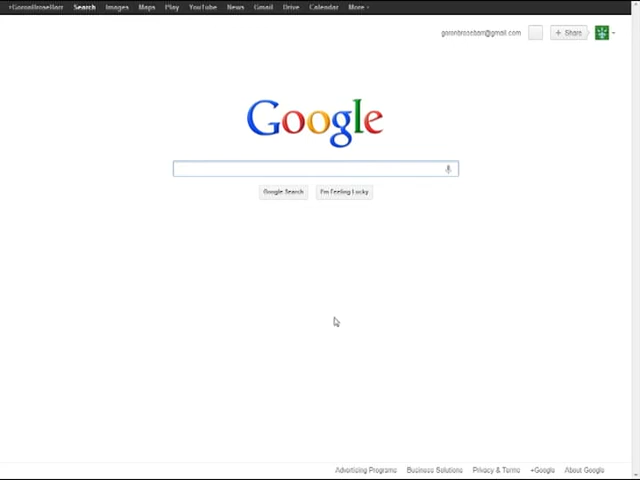 Search Images Maps Play YouTube News Gmail Drive Calendar More
+ Share
Google
Google Search I'm Feeling Lucky
Advertising Programs Business Solutions Privacy & Terms +Google About Google